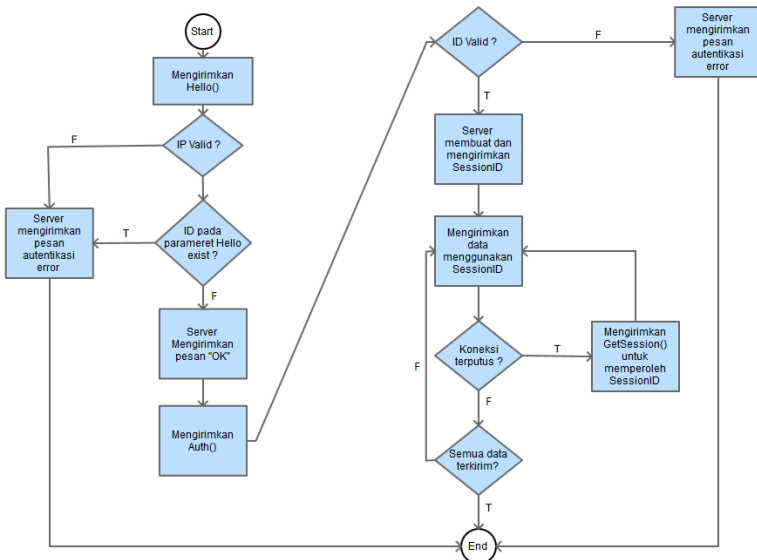 Start
Mengirimkan
Hello()
IP Valid ?
F
Server
mengirimkan
pesan
autentikasi
error
T
ID pada
parameret Hello
exist ?
F
Server
Mengirimkan
pesan "OK"
Mengirimkan
Auth()
ID Valid ?
F
Server
mengirimkan
pesan
autentikasi
error
T
Server
membuat dan
mengirimkan
SessionID
Mengirimkan
data
menggunakan
SessionID
Koneksi
terputus ?
T
Mengirimkan
GetSession()
untuk
memperoleh
SessionID
F
F
Semua data
terkirim?
T
End